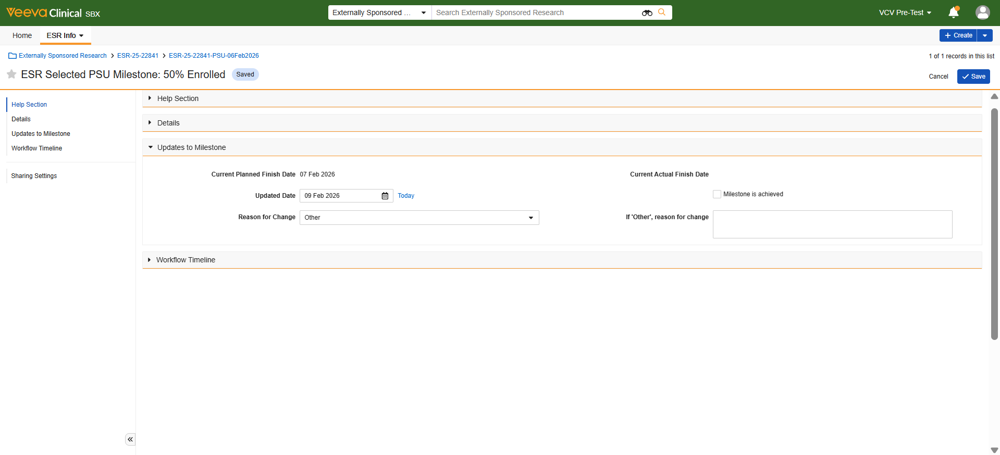 Veeva Clinical SBX
Externally Sponsored ...
Search Externally Sponsored Research
VCV Pre-Test
Home
ESR Info
Create
Externally Sponsored Research
ESR-25-22841
ESR-25-22841-PSU-06Feb2026
1 of 1 records in this list
ESR Selected PSU Milestone: 50% Enrolled
Saved
Cancel
Save
Help Section
Details
Updates to Milestone
Workflow Timeline
Sharing Settings
Help Section
Details
Updates to Milestone
Current Planned Finish Date 07 Feb 2026
Current Actual Finish Date
Updated Date 09 Feb 2026 Today
Milestone is achieved
Reason for Change Other
If 'Other', reason for change
Workflow Timeline